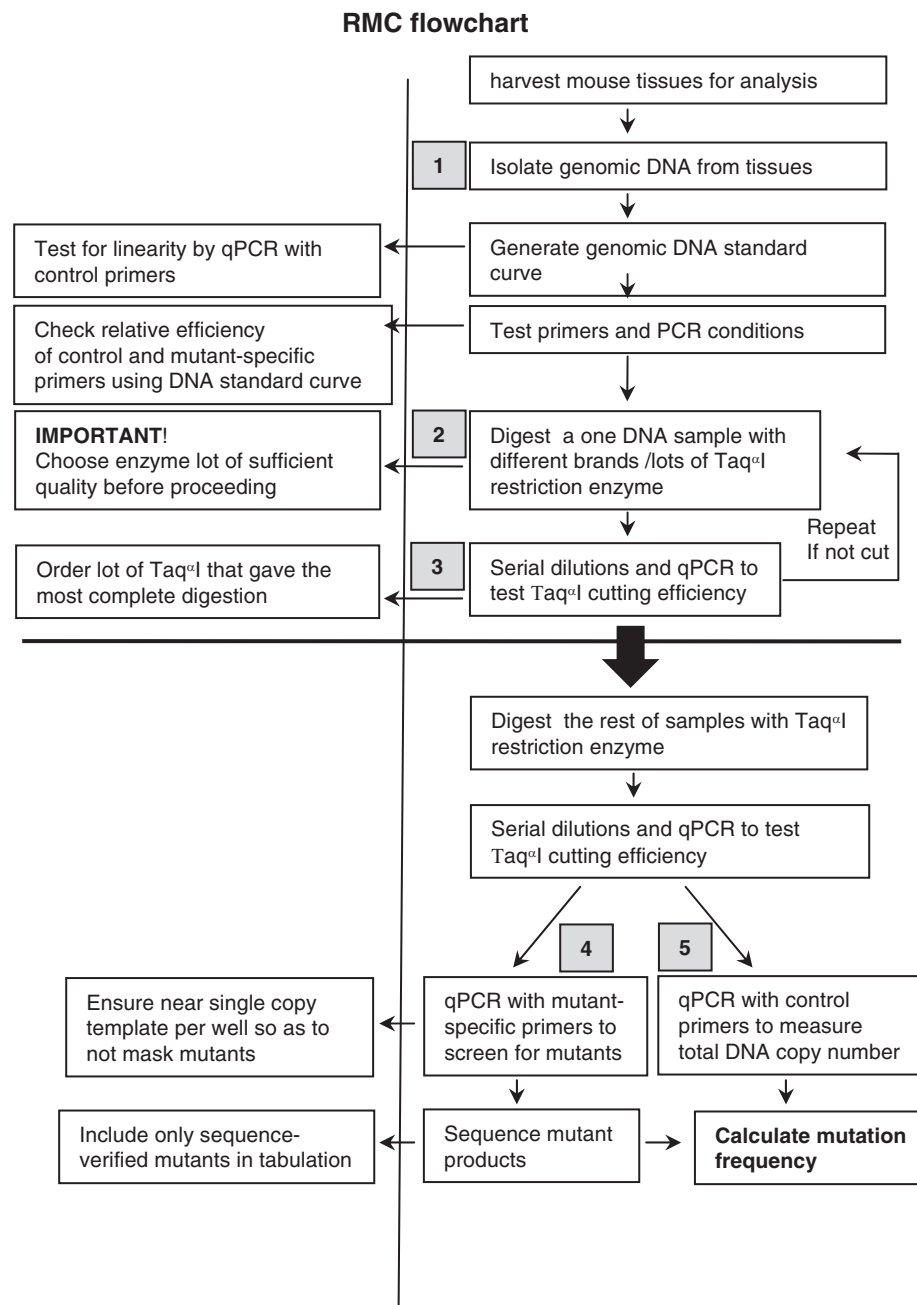 RMC flowchart
harvest mouse tissues for analysis
1
Isolate genomic DNA from tissues
Test for linearity by qPCR with
control primers
Generate genomic DNA standard
curve
Check relative efficiency
of control and mutant-specific
primers using DNA standard curve
Test primers and PCR conditions
IMPORTANT!
Choose enzyme lot of sufficient
quality before proceeding
2
Digest a one DNA sample with
different brands /lots of TaqᵅI
restriction enzyme
Repeat
If not cut
Order lot of TaqᵅI that gave the
most complete digestion
3
Serial dilutions and qPCR to
test TaqᵅI cutting efficiency
Digest the rest of samples with TaqᵅI
restriction enzyme
Serial dilutions and qPCR to test
TaqᵅI cutting efficiency
4
5
Ensure near single copy
template per well so as to
not mask mutants
qPCR with mutant-
specific primers to
screen for mutants
qPCR with control
primers to measure
total DNA copy number
Include only sequence-
verified mutants in tabulation
Sequence mutant
products
Calculate mutation
frequency